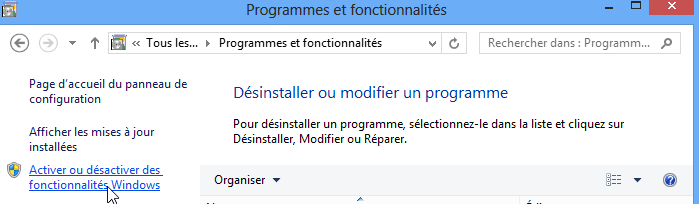 Programmes et fonctionnalités
Tous les... Programmes et fonctionnalités Rechercher dans : Programm...
Page d'accueil du panneau de
configuration
Désinstaller ou modifier un programme
Pour désinstaller un programme, sélectionnez-le dans la liste et cliquez sur
Désinstaller, Modifier ou Réparer.
Afficher les mises à jour
installées
Activer ou désactiver des
fonctionnalités Windows
Organiser